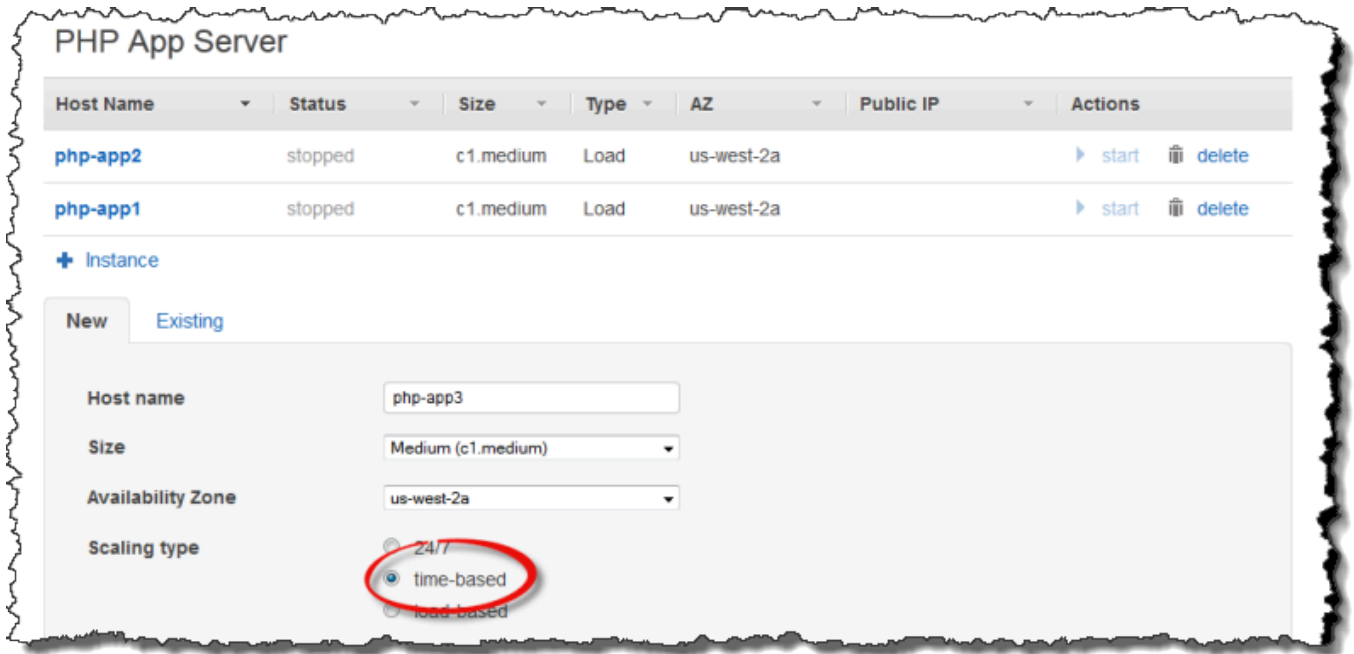 PHP App Server
Host Name Status Size Type AZ Public IP Actions
php-app2 stopped c1.medium Load us-west-2a start delete
php-app1 stopped c1.medium Load us-west-2a start delete
Instance
New Existing
Host name php-app3
Size Medium (c1.medium)
Availability Zone us-west-2a
Scaling type 24/7
time-based
load-based